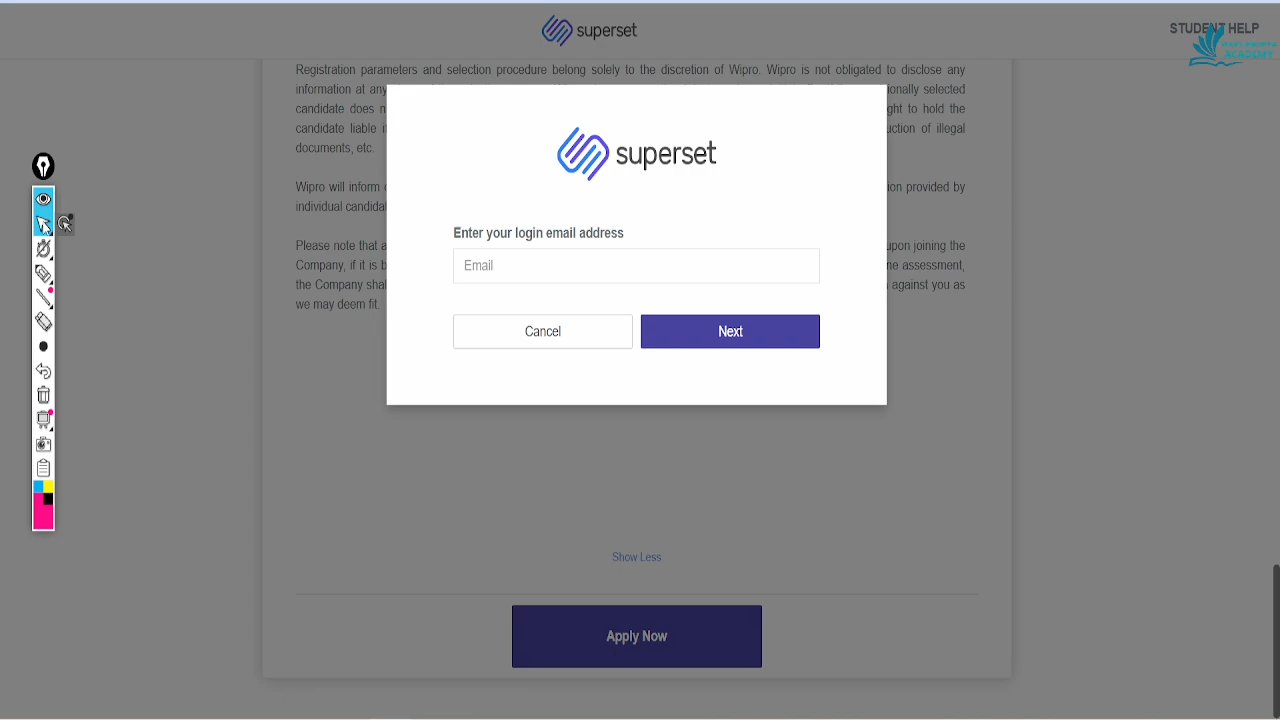 superset
STUDENT HELP
ACADEMY
Registration parameters and selection procedure belong solely to the discretion of Wipro. Wipro is not obligated to disclose any
information at any ionally selected
candidate does n ght to hold the
candidate liable i uction of illegal
documents, etc.
Wipro will inform on provided by
individual candida
Please note that a upon joining the
Company, if it is b ne assessment,
the Company shal against you as
we may deem fit.
superset
Enter your login email address
Email
Cancel
Next
Show Less
Apply Now